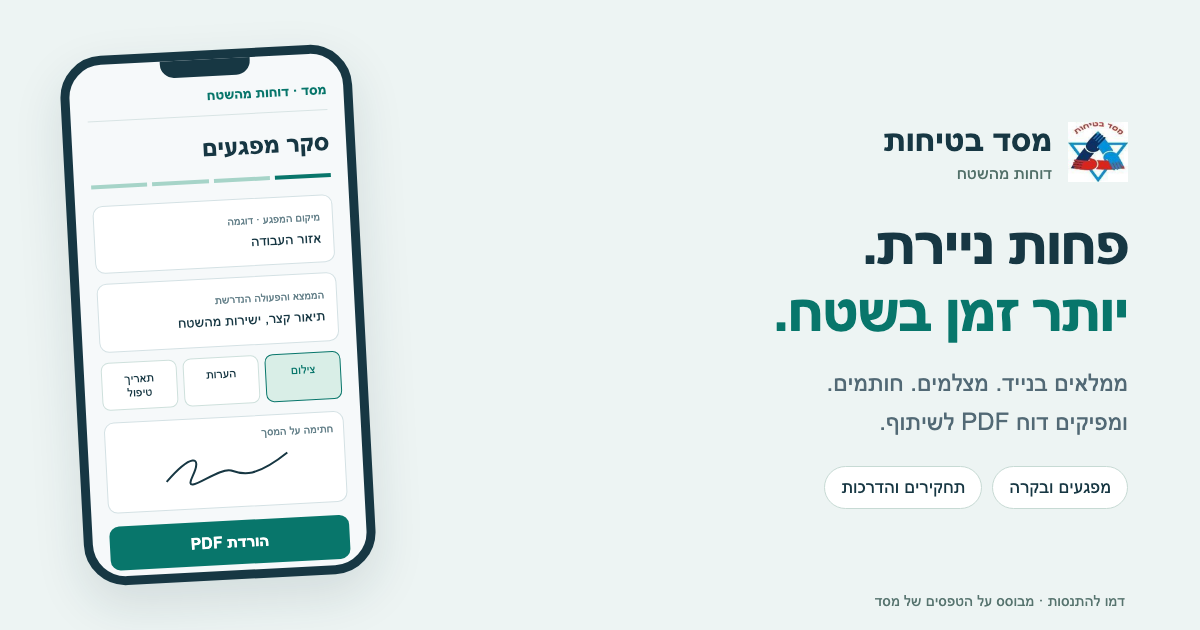 מסד בטיחות
מסד בטיחות
דוחות מהשטח
פחות ניירת.
יותר זמן בשטח.
ממלאים בנייד. מצלמים. חותמים.
ומפיקים דוח PDF לשיתוף.
מפגעים ובקרה
תחקירים והדרכות
דמו להתנסות · מבוסס על הטפסים של מסד
מסד · דוחות מהשטח
סקר מפגעים
מיקום המפגע · דוגמה
אזור העבודה
הממצא והפעולה הנדרשת
תיאור קצר, ישירות מהשטח
צילום
הערות
תאריך
טיפול
חתימה על המסך
הורדת PDF